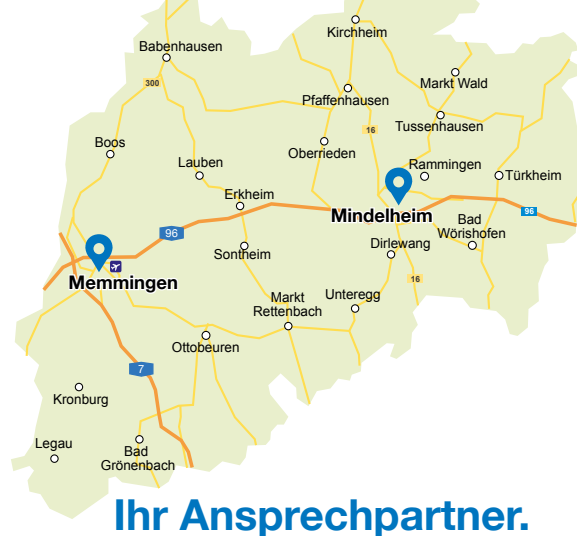 Kirchheim
Babenhausen
300
Markt Wald
Pfaffenhausen
Tussenhausen
16
Boos
Oberrieden
Lauben
Rammingen
Türkheim
Erkheim
Mindelheim
96
Bad
Wörishofen
96
Sontheim
Dirlewang
Memmingen
16
Markt
Rettenbach
Unteregg
Ottobeuren
7
Kronburg
Legau
Bad
Grönenbach
Ihr Ansprechpartner.